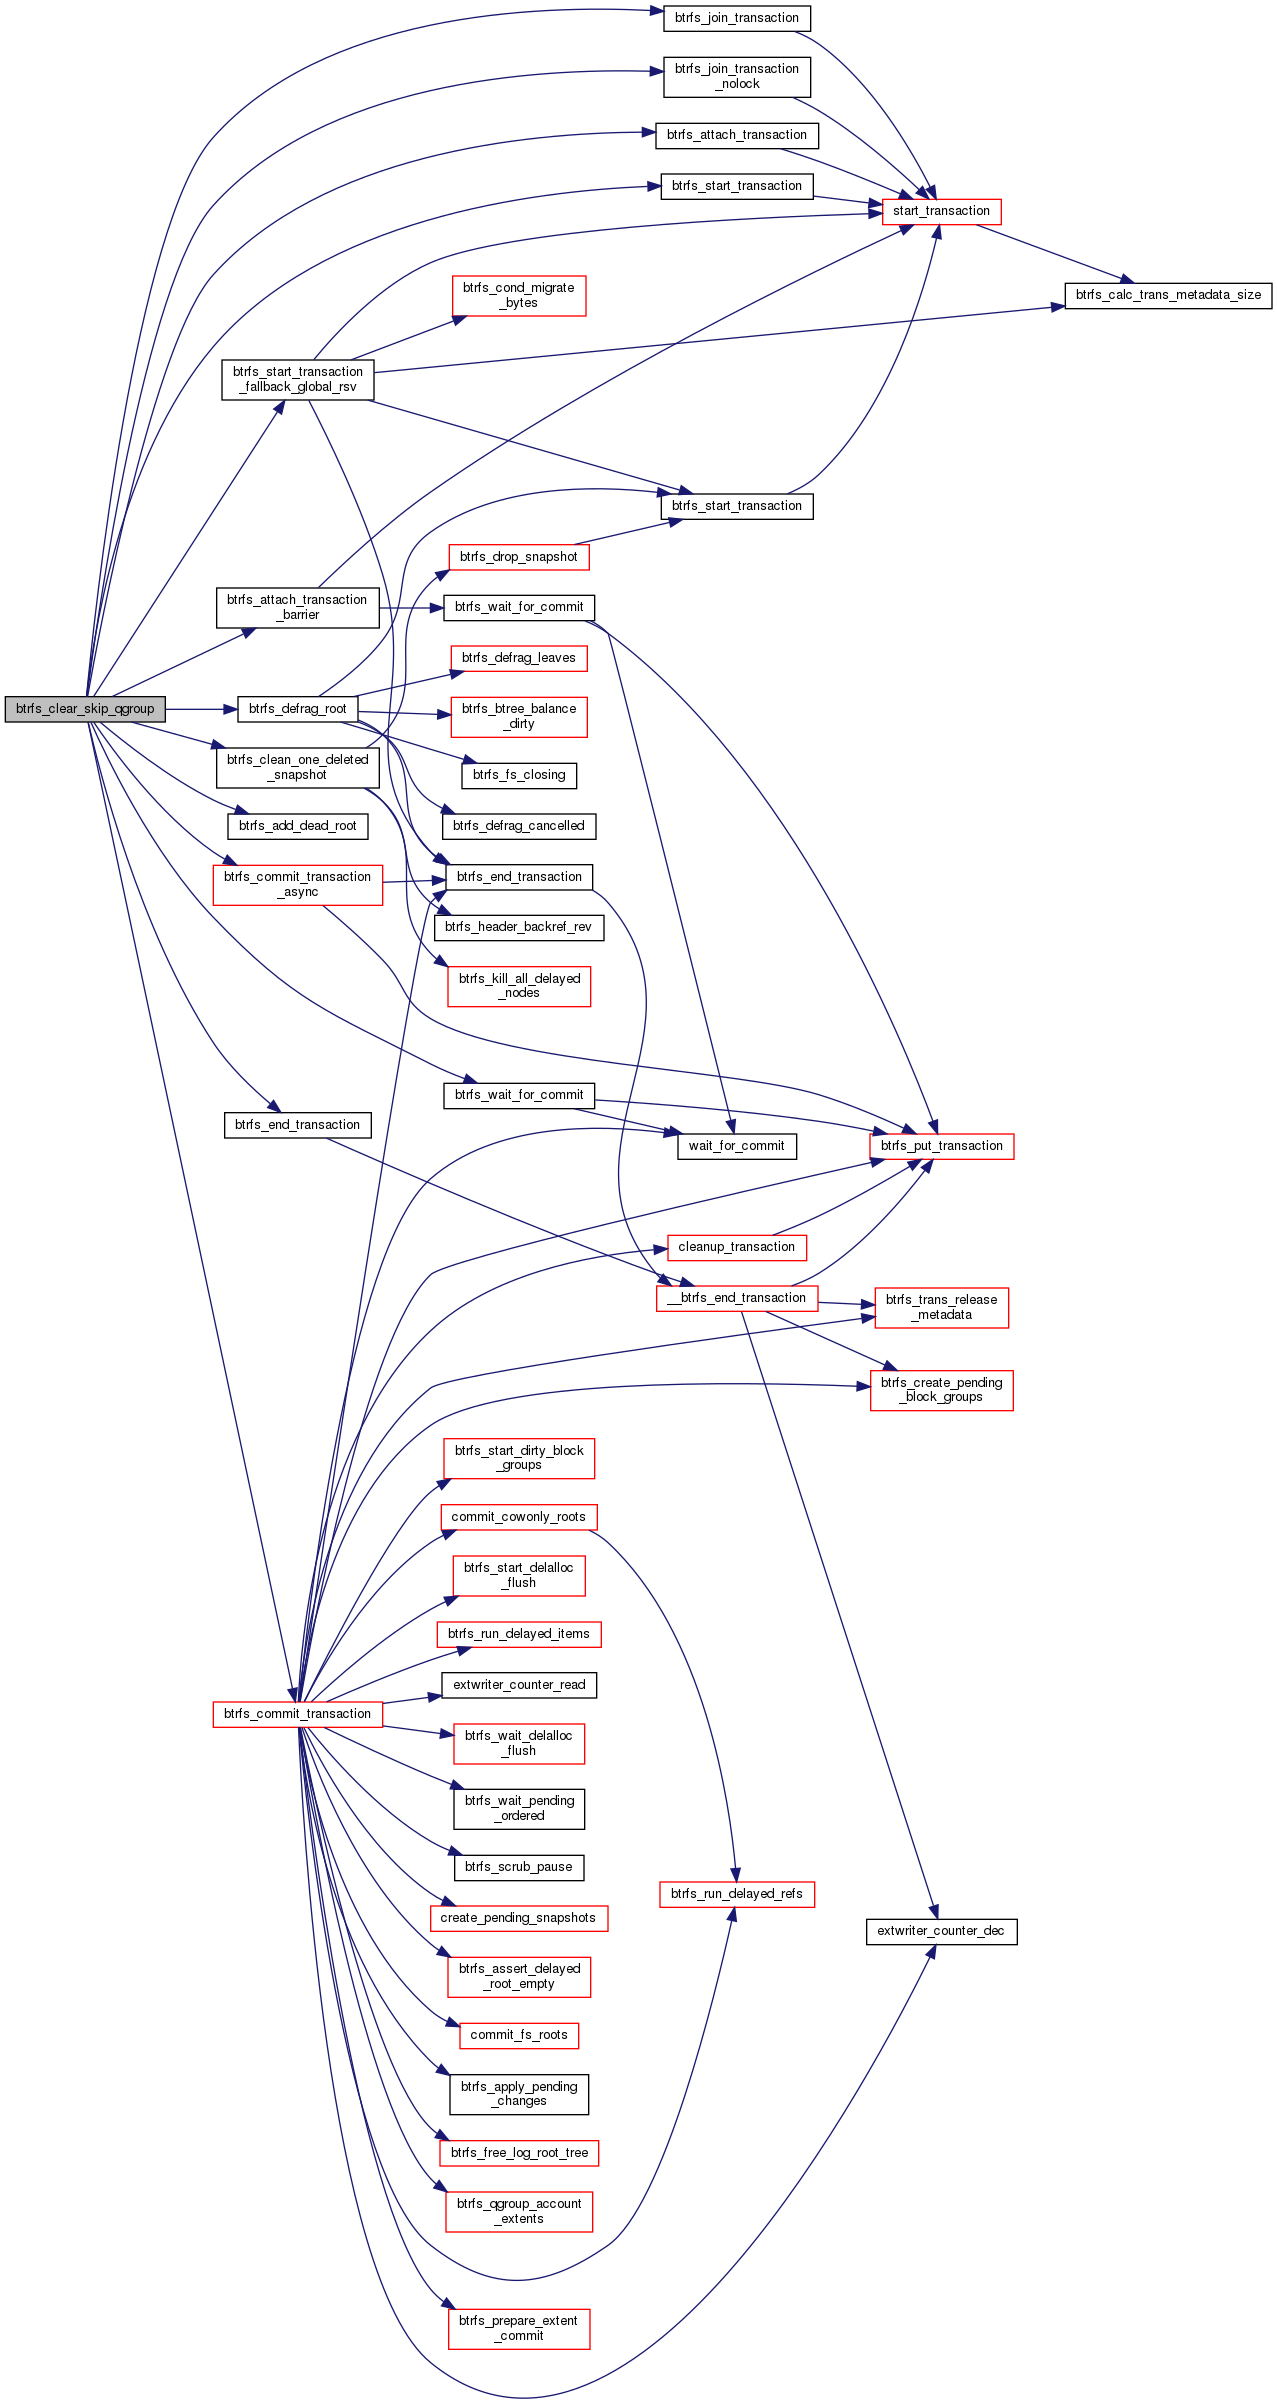 btrfs_join_transaction
btrfs_join_transaction
_nolock
btrfs_attach_transaction
btrfs_start_transaction
start_transaction
btrfs_cond_migrate
_bytes
btrfs_calc_trans_metadata_size
btrfs_start_transaction
_fallback_global_rsv
btrfs_start_transaction
btrfs_drop_snapshot
btrfs_attach_transaction
_barrier
btrfs_wait_for_commit
btrfs_defrag_leaves
btrfs_clear_skip_qgroup
btrfs_defrag_root
btrfs_btree_balance
_dirty
btrfs_clean_one_deleted
_snapshot
btrfs_fs_closing
btrfs_add_dead_root
btrfs_defrag_cancelled
btrfs_commit_transaction
_async
btrfs_end_transaction
btrfs_header_backref_rev
btrfs_kill_all_delayed
_nodes
btrfs_wait_for_commit
btrfs_end_transaction
wait_for_commit
btrfs_put_transaction
cleanup_transaction
__btrfs_end_transaction
btrfs_trans_release
_metadata
btrfs_create_pending
_block_groups
btrfs_start_dirty_block
_groups
commit_cowonly_roots
btrfs_start_delalloc
_flush
btrfs_run_delayed_items
extwriter_counter_read
btrfs_commit_transaction
btrfs_wait_delalloc
_flush
btrfs_wait_pending
_ordered
btrfs_scrub_pause
btrfs_run_delayed_refs
create_pending_snapshots
extwriter_counter_dec
btrfs_assert_delayed
_root_empty
commit_fs_roots
btrfs_apply_pending
_changes
btrfs_free_log_root_tree
btrfs_qgroup_account
_extents
btrfs_prepare_extent
_commit